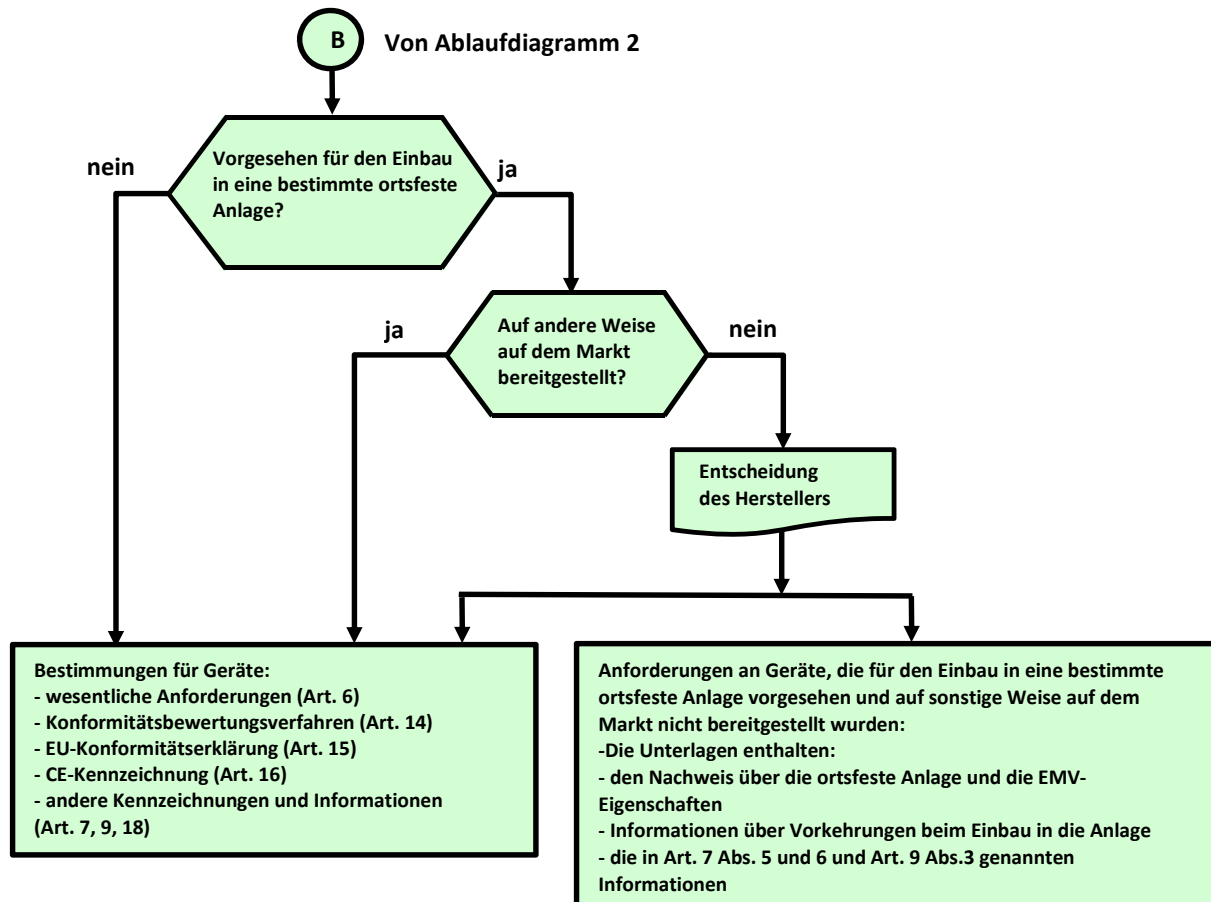 B
Von Ablaufdiagramm 2
Vorgesehen für den Einbau
in eine bestimmte ortsfeste
Anlage?
nein
ja
Auf andere Weise
auf dem Markt
bereitgestellt?
ja
nein
Entscheidung
des Herstellers
Bestimmungen für Geräte:
- wesentliche Anforderungen (Art. 6)
- Konformitätsbewertungsverfahren (Art. 14)
- EU-Konformitätserklärung (Art. 15)
- CE-Kennzeichnung (Art. 16)
- andere Kennzeichnungen und Informationen
(Art. 7, 9, 18)
Anforderungen an Geräte, die für den Einbau in eine bestimmte
ortsfeste Anlage vorgesehen und auf sonstige Weise auf dem
Markt nicht bereitgestellt wurden:
-Die Unterlagen enthalten:
- den Nachweis über die ortsfeste Anlage und die EMV-
Eigenschaften
- Informationen über Vorkehrungen beim Einbau in die Anlage
- die in Art. 7 Abs. 5 und 6 und Art. 9 Abs.3 genannten
Informationen